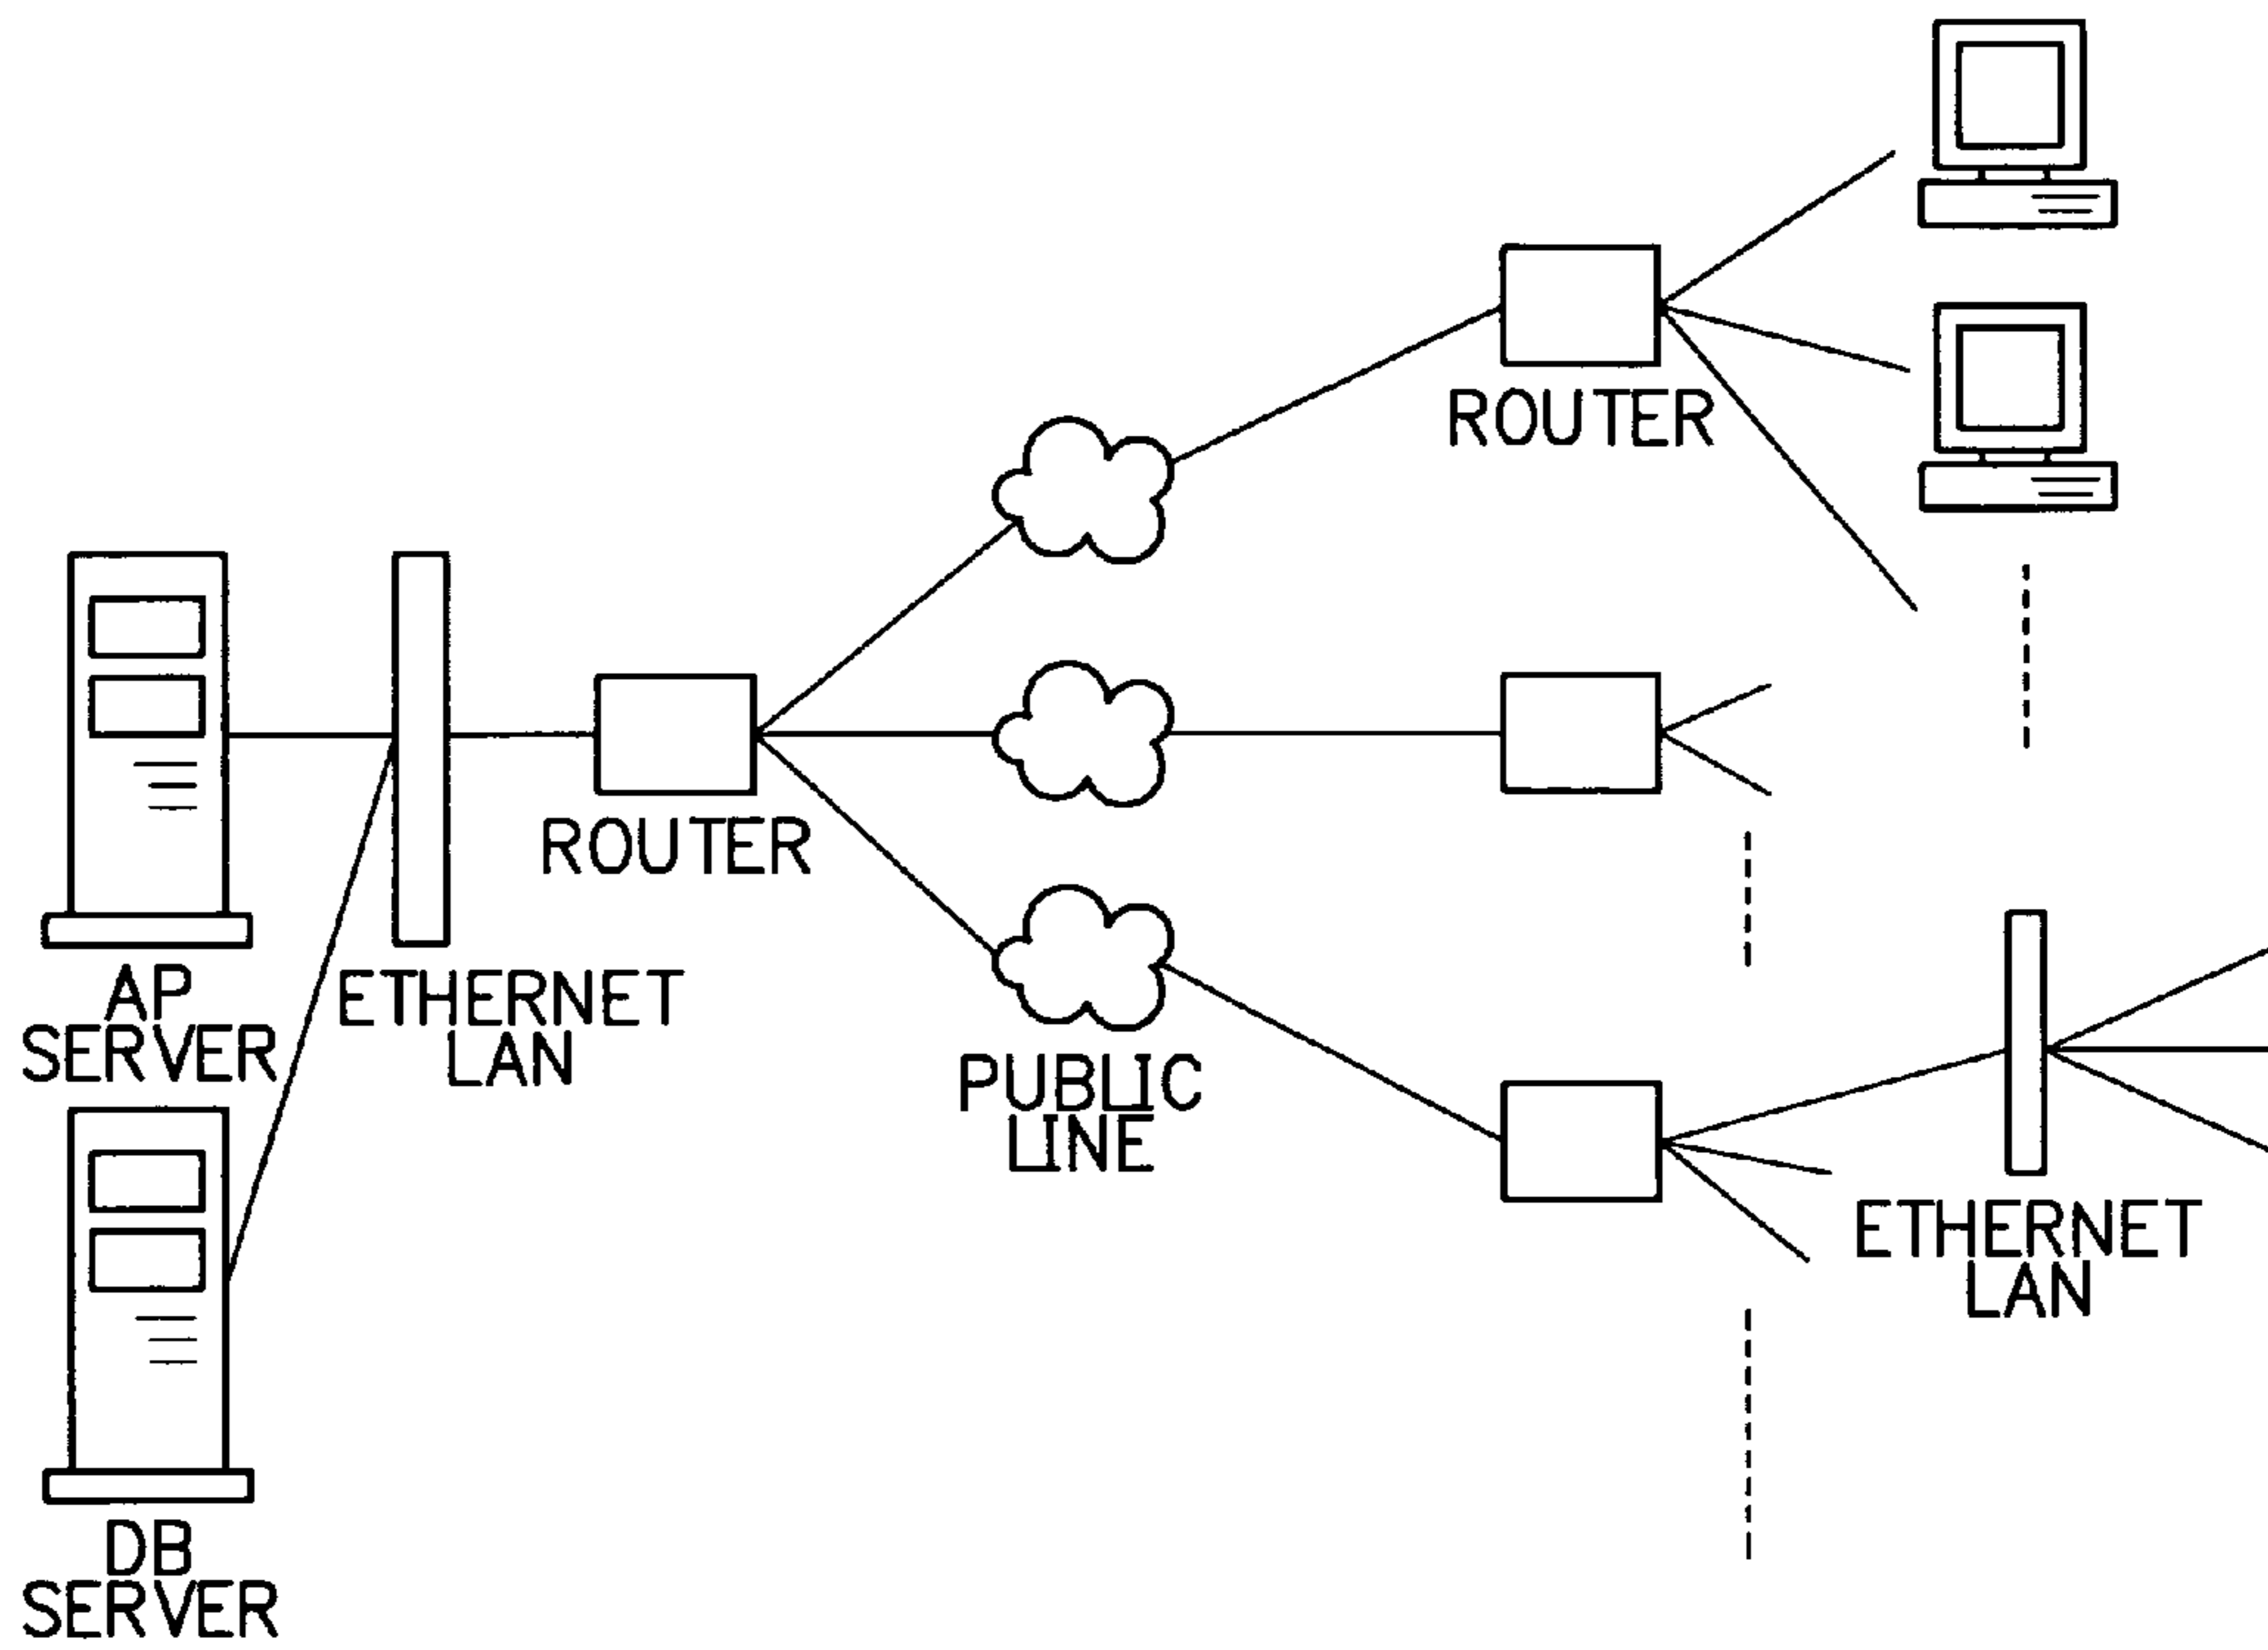 ROUTER
ROUTER
AP
SERVER
ETHERNET
LAN
PUBLIC
LINE
ETHERNET
LAN
DB
SERVER